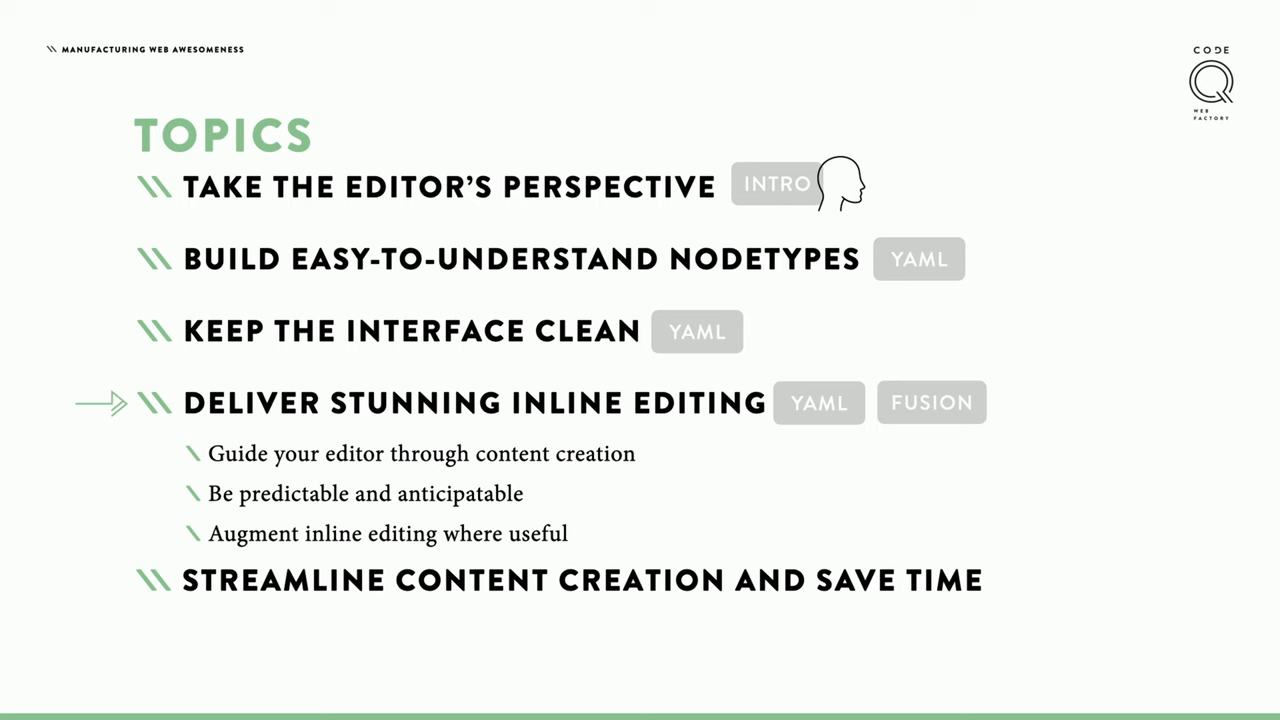 \\ MANUFACTURING WEB AWESOMENESS
CODE
Q
WEB
FACTORY
TOPICS
\\ TAKE THE EDITOR’S PERSPECTIVE INTRO
\\ BUILD EASY-TO-UNDERSTAND NODETYPES YAML
\\ KEEP THE INTERFACE CLEAN YAML
\\ DELIVER STUNNING INLINE EDITING YAML FUSION
\ Guide your editor through content creation
\ Be predictable and anticipatable
\ Augment inline editing where useful
\\ STREAMLINE CONTENT CREATION AND SAVE TIME